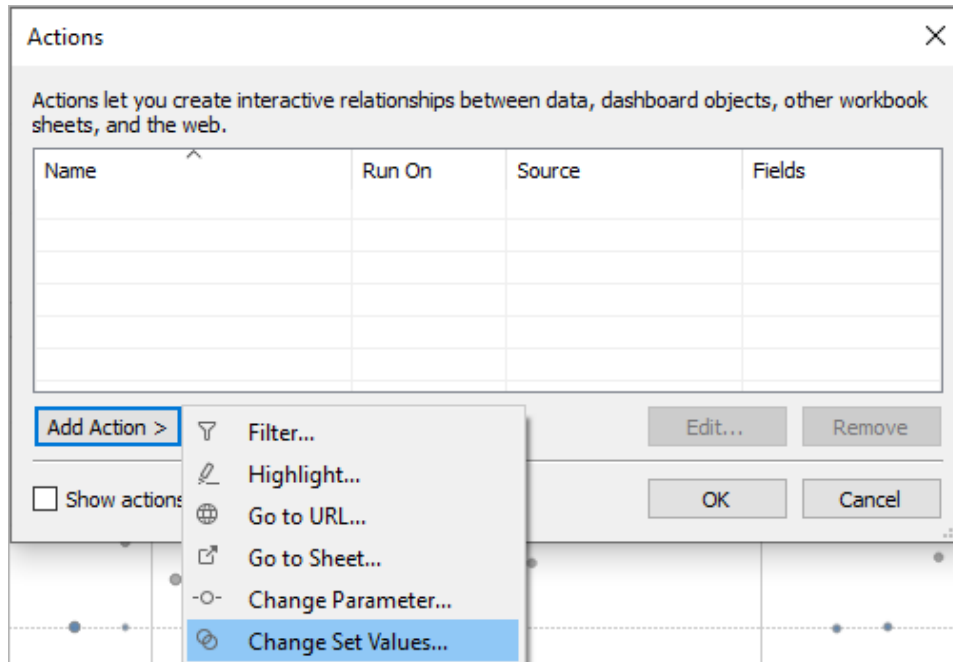 Actions
Actions let you create interactive relationships between data, dashboard objects, other workbook
sheets, and the web.
Name Run On Source Fields
Add Action > Edit... Remove
Filter...
Highlight...
Show actions OK Cancel
Go to URL...
Go to Sheet...
Change Parameter...
Change Set Values...